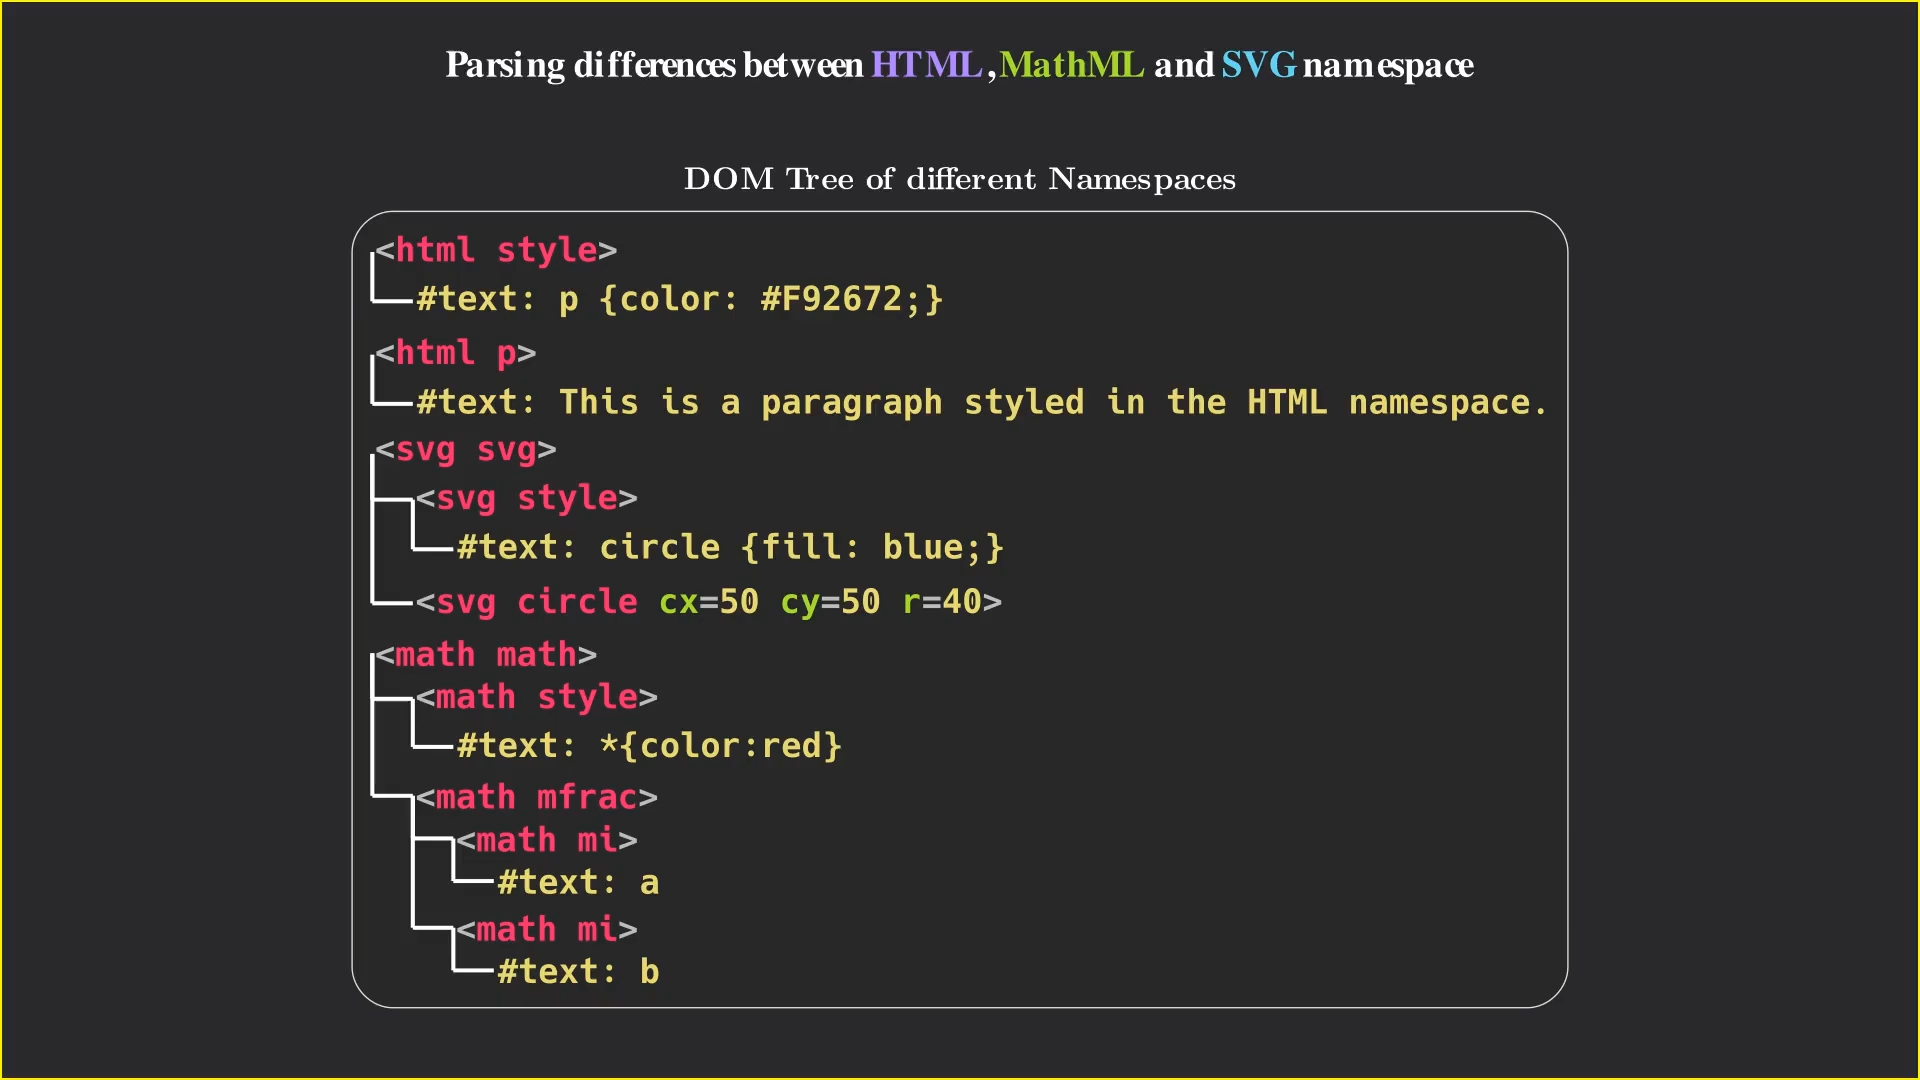 Parsing differences between HTML, MathML and SVG namespace
DOM Tree of different Namespaces
<html style>
#text: p {color: #F92672;}
<html p>
#text: This is a paragraph styled in the HTML namespace.
<svg svg>
<svg style>
#text: circle {fill: blue;}
<svg circle cx=50 cy=50 r=40>
<math math>
<math style>
#text: *{color:red}
<math mfrac>
<math mi>
#text: a
<math mi>
#text: b